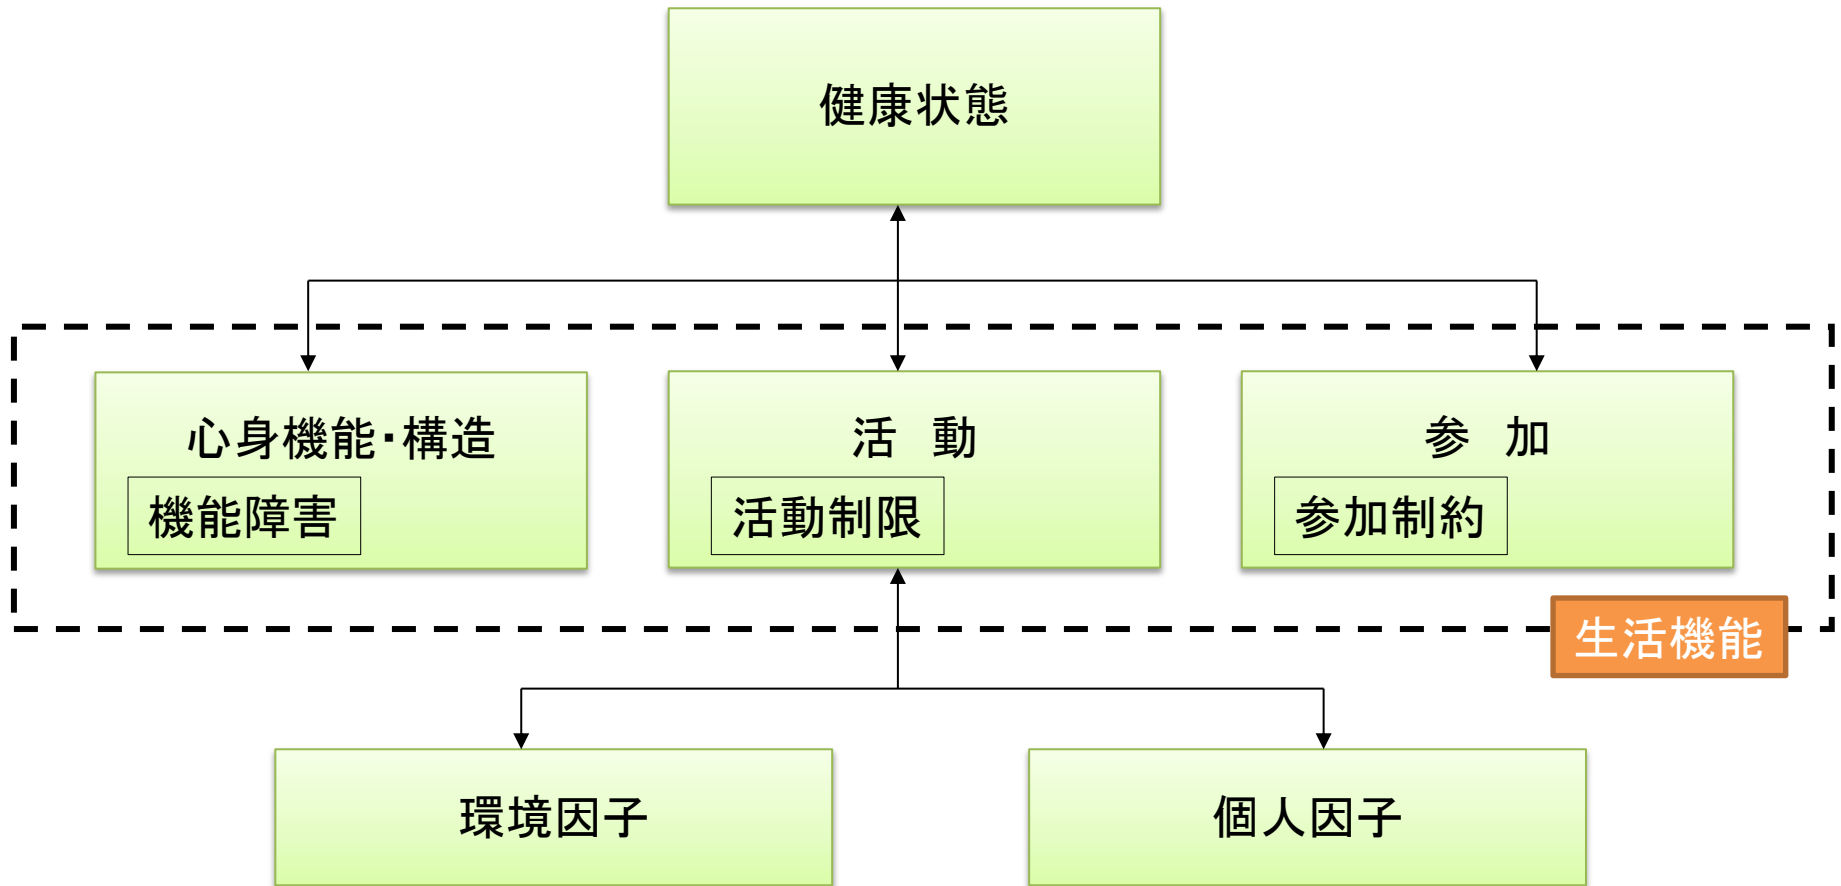 健康状態
心身機能・構造
機能障害
活　動
活動制限
参　加
参加制約
生活機能
環境因子
個人因子